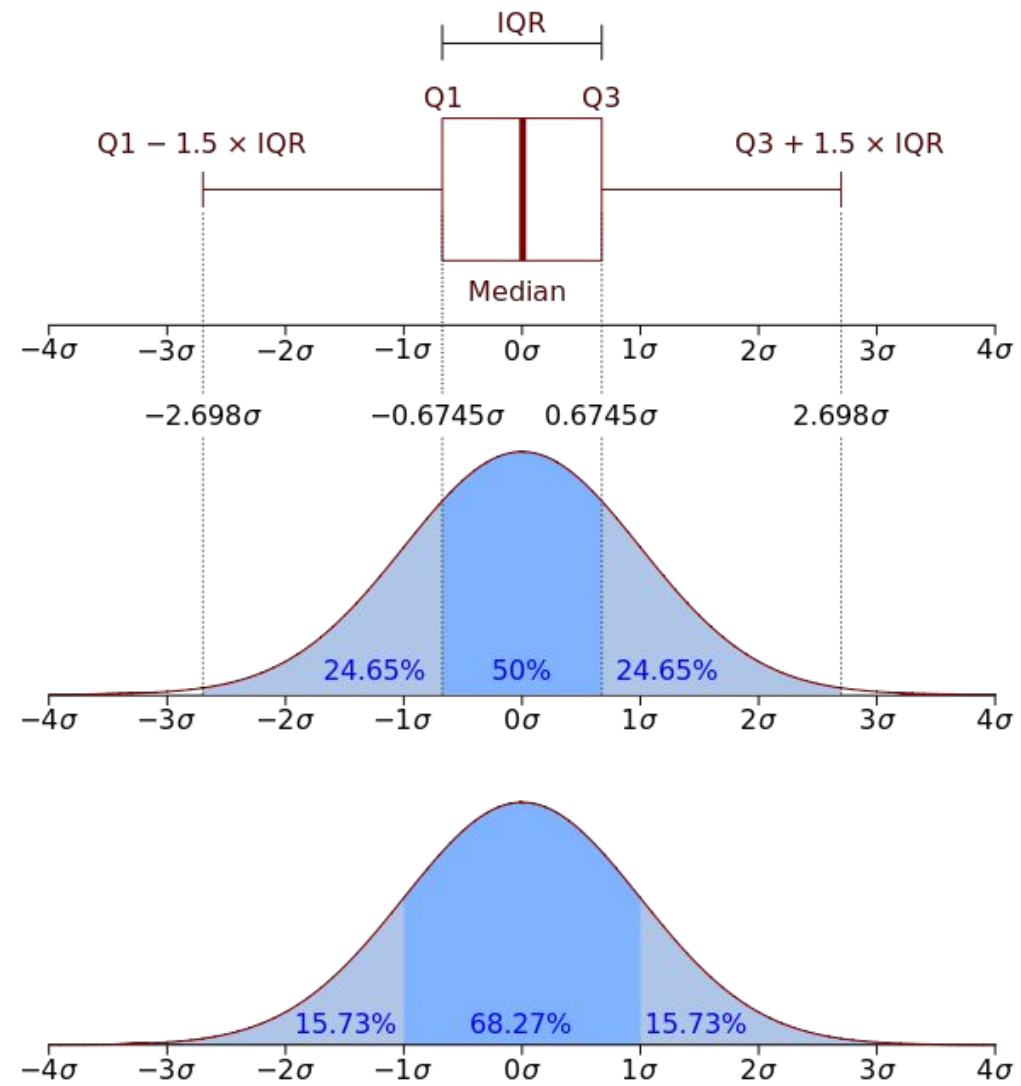 IQR
Q1 Q3
Q1 − 1.5 × IQR Q3 + 1.5 × IQR
Median
−4σ −3σ −2σ −1σ 0σ 1σ 2σ 3σ 4σ
−2.698σ −0.6745σ 0.6745σ 2.698σ
24.65% 50% 24.65%
−4σ −3σ −2σ −1σ 0σ 1σ 2σ 3σ 4σ
15.73% 68.27% 15.73%
−4σ −3σ −2σ −1σ 0σ 1σ 2σ 3σ 4σ